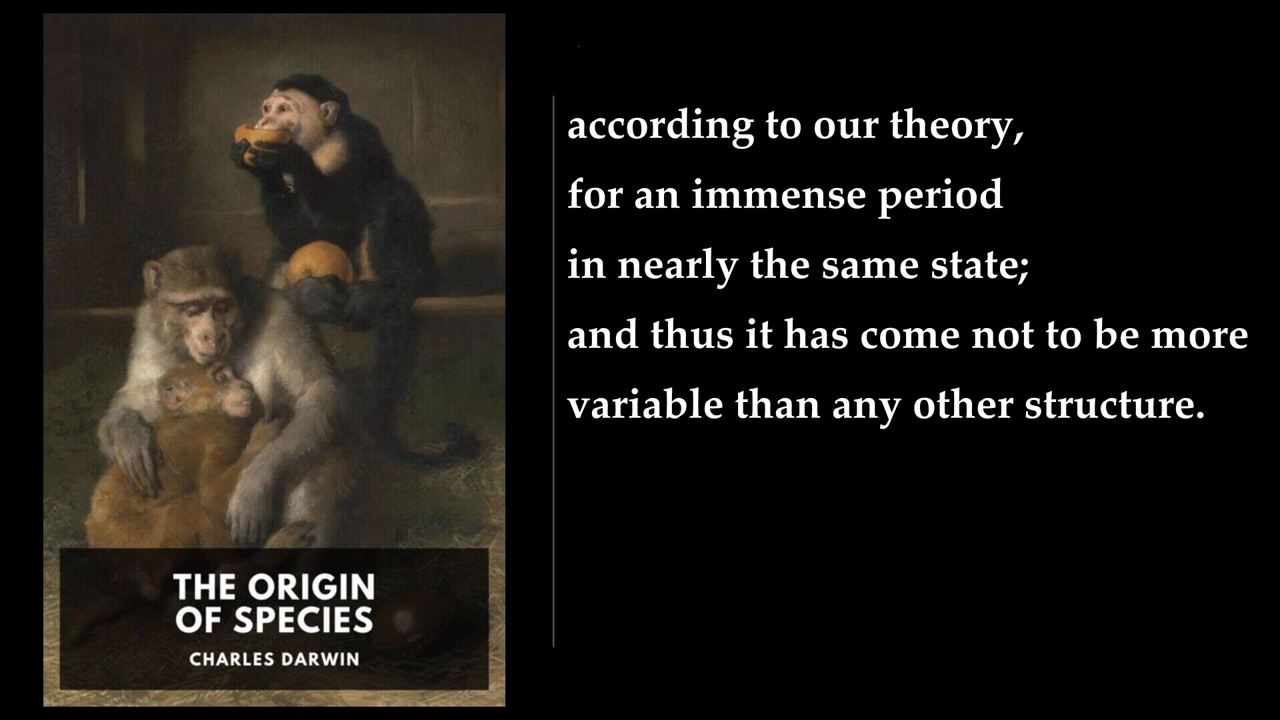 according to our theory,
for an immense period
in nearly the same state;
and thus it has come not to be more
variable than any other structure.
THE ORIGIN
OF SPECIES
CHARLES DARWIN